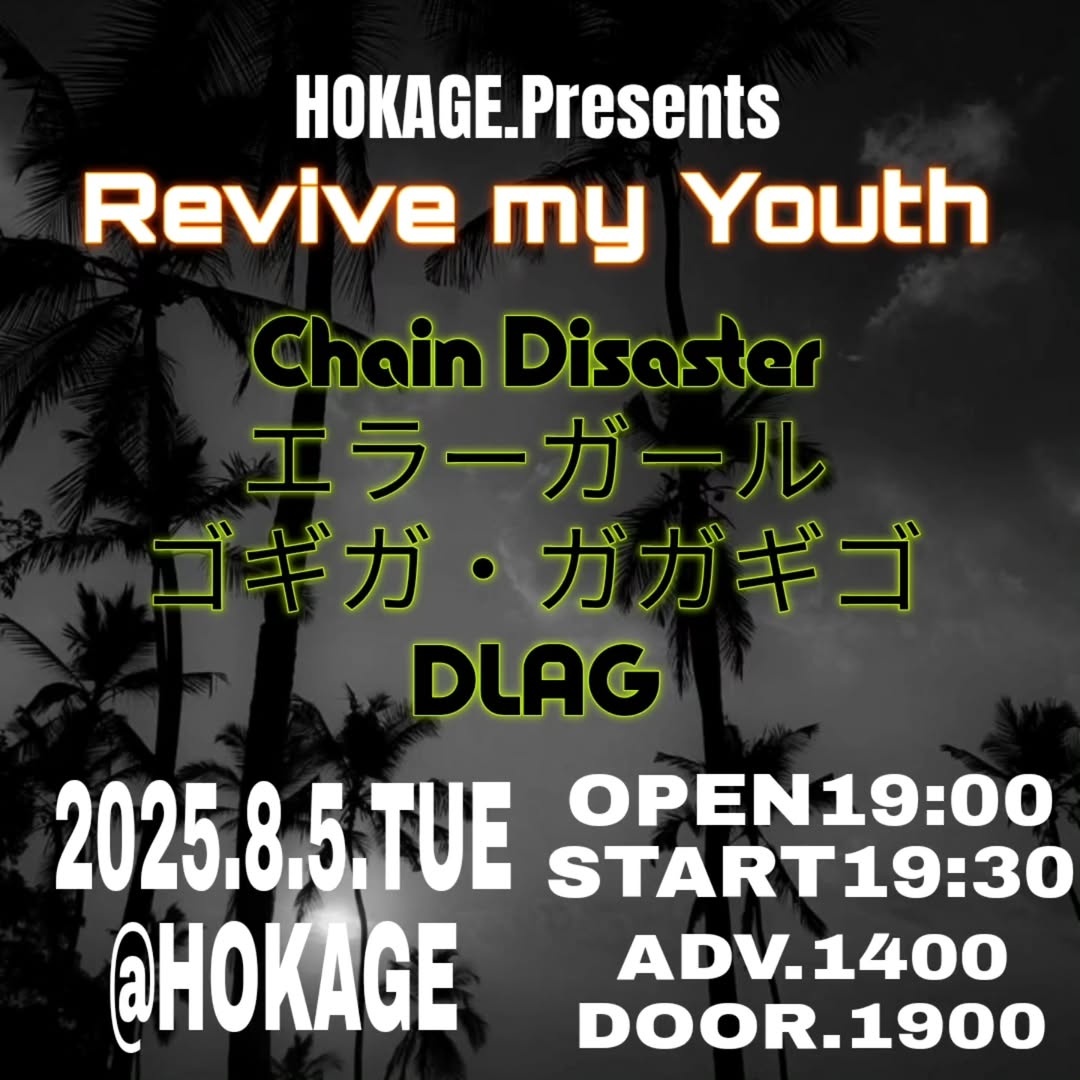 HOKAGE.Presents
Revive my Youth
Chain Disaster
エラーガール
ゴギガ・ガガギゴ
DLAG
2025.8.5.TUE
@HOKAGE
OPEN19:00
START19:30
ADV.1400
DOOR.1900